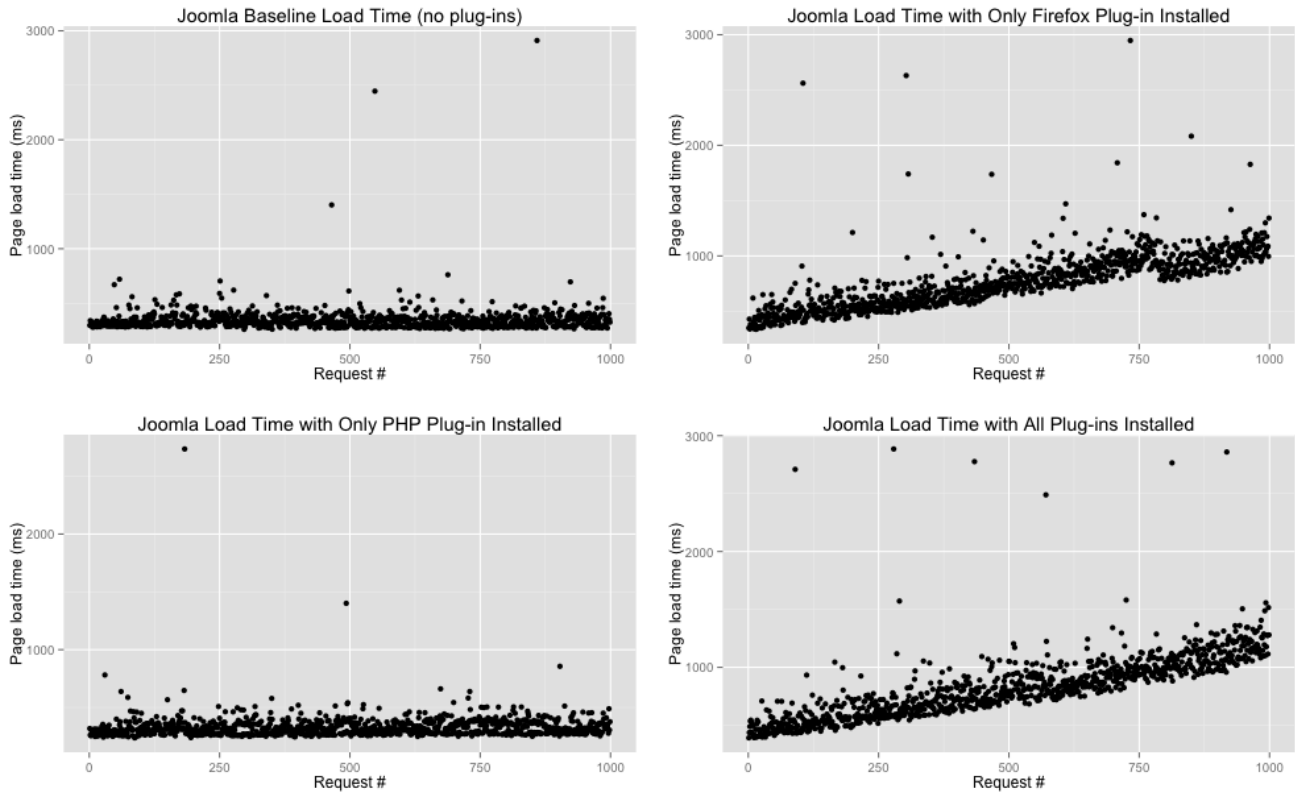 Joomla Baseline Load Time (no plug-ins)
3000
2000
1000
Page load time (ms)
0
250
500
750
1000
Request #
Joomla Load Time with Only Firefox Plug-in Installed
3000
2000
1000
Page load time (ms)
0
250
500
750
1000
Request #
Joomla Load Time with Only PHP Plug-in Installed
2000
1000
Page load time (ms)
0
250
500
750
1000
Request #
Joomla Load Time with All Plug-ins Installed
3000
2000
1000
Page load time (ms)
0
250
500
750
1000
Request #